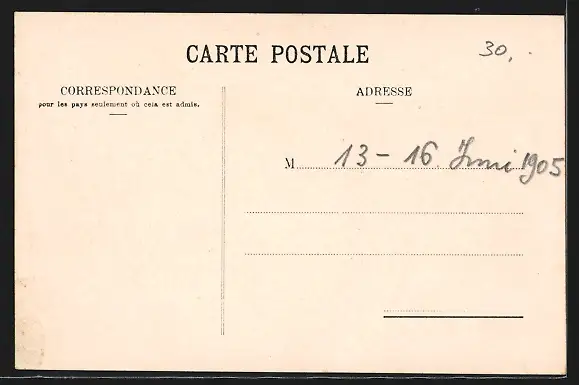 CARTE POSTALE
30,.
CORRESPONDANCE
pour les pays seulement où cela est admis.
ADRESSE
M 13 - 16. Juni 1905